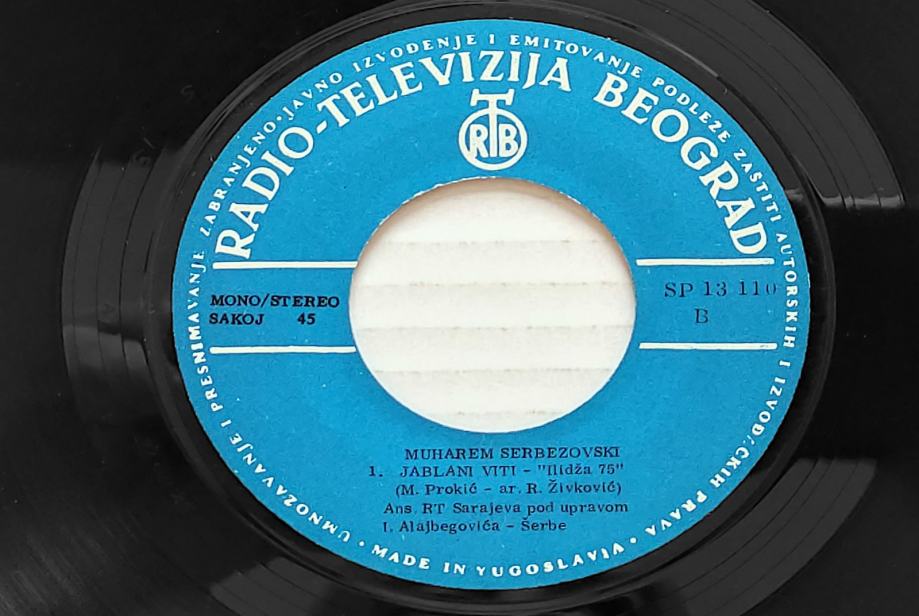 UMNOŽAVANJE I PRESNIMAVANJE ZABRANJENO • JAVNO IZVOĐENJE I EMITOVANJE PODLEŽE ZAŠTITI AUTORSKIH I PRAVA •
RADIO-TELEVIZIJA BEOGRAD
RTB
MONO/STEREO
SAKOJ 45
SP 13 110
B
MUHAREM SERBEZOVSKI
1. JABLANI VITI - "Ilidža 75"
(M. Prokić - ar. R. Živković)
Ans. RT Sarajeva pod upravom
I. Alajbegovića - Šerbe
MADE IN YUGOSLAVIA •